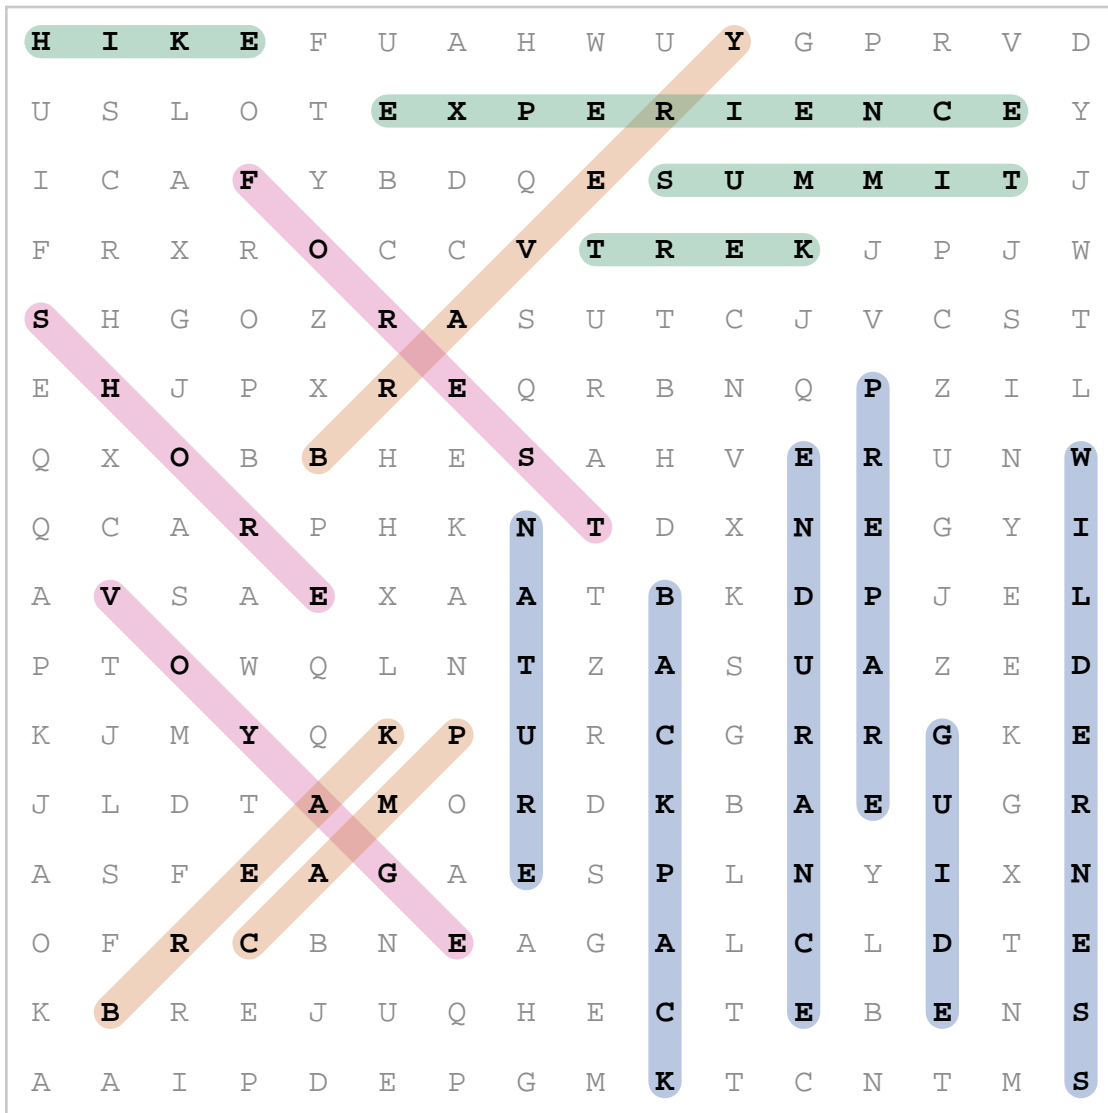 H I K E F U A H W U Y G P R V D
U S L O T E X P E R I E N C E Y
I C A F Y B D Q E S U M M I T J
F R X R O C C V T R E K J P J W
S H G O Z R A S U T C J V C S T
E H J P X R E Q R B N Q P Z I L
Q X O B B H E S A H V E R U N W
Q C A R P H K N T D X N E G Y I
A V S A E X A A T B K D P J E L
P T O W Q L N T Z A S U A Z E D
K J M Y Q K P U R C G R R G K E
J L D T A M O R D K B A E U G R
A S F E A G A E S P L N Y I X N
O F R C B N E A G A L C L D T E
K B R E J U Q H E C T E B E N S
A A I P D E P G M K T C N T M S